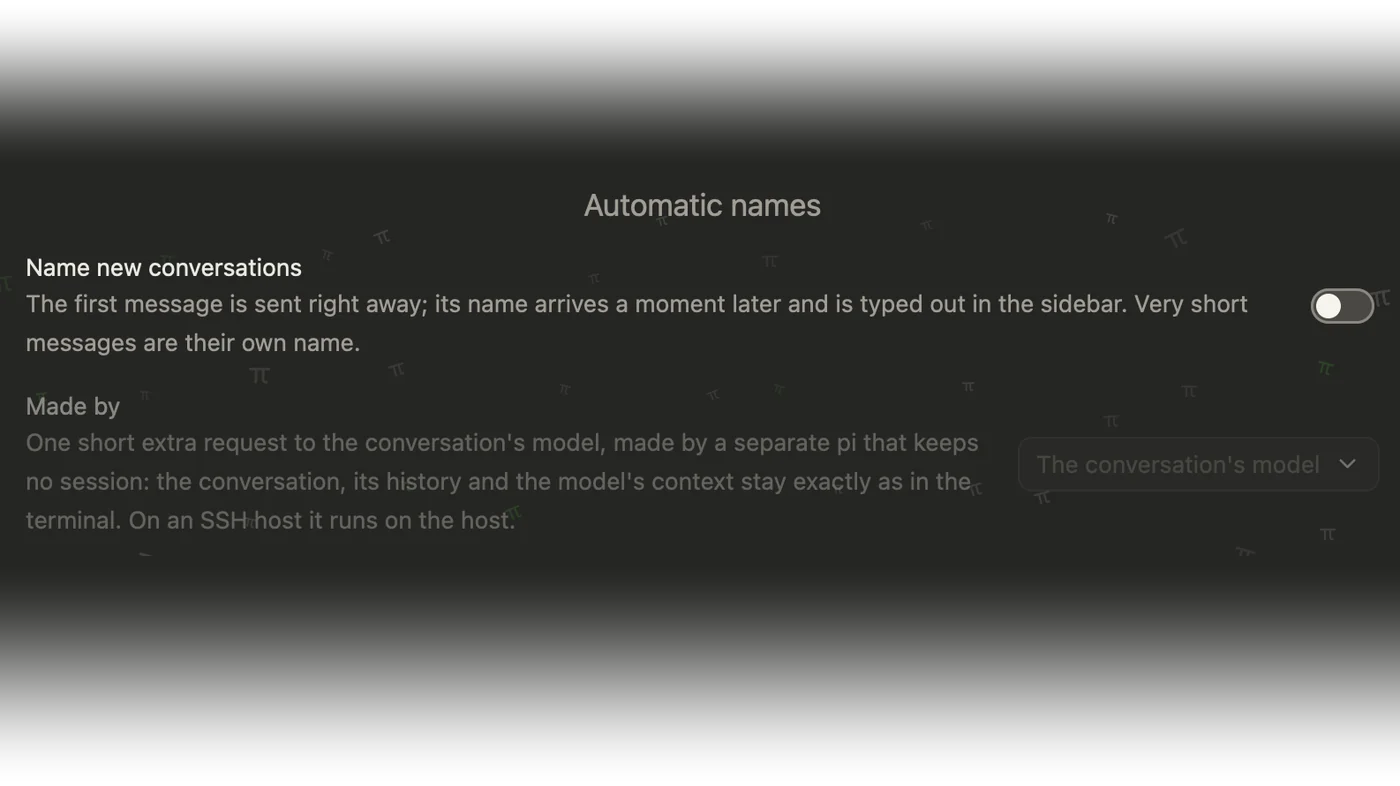 Automatic names
Name new conversations
The first message is sent right away; its name arrives a moment later and is typed out in the sidebar. Very short
messages are their own name.
Made by
One short extra request to the conversation's model, made by a separate pi that keeps
no session: the conversation, its history and the model's context stay exactly as in the
terminal. On an SSH host it runs on the host.
The conversation's model